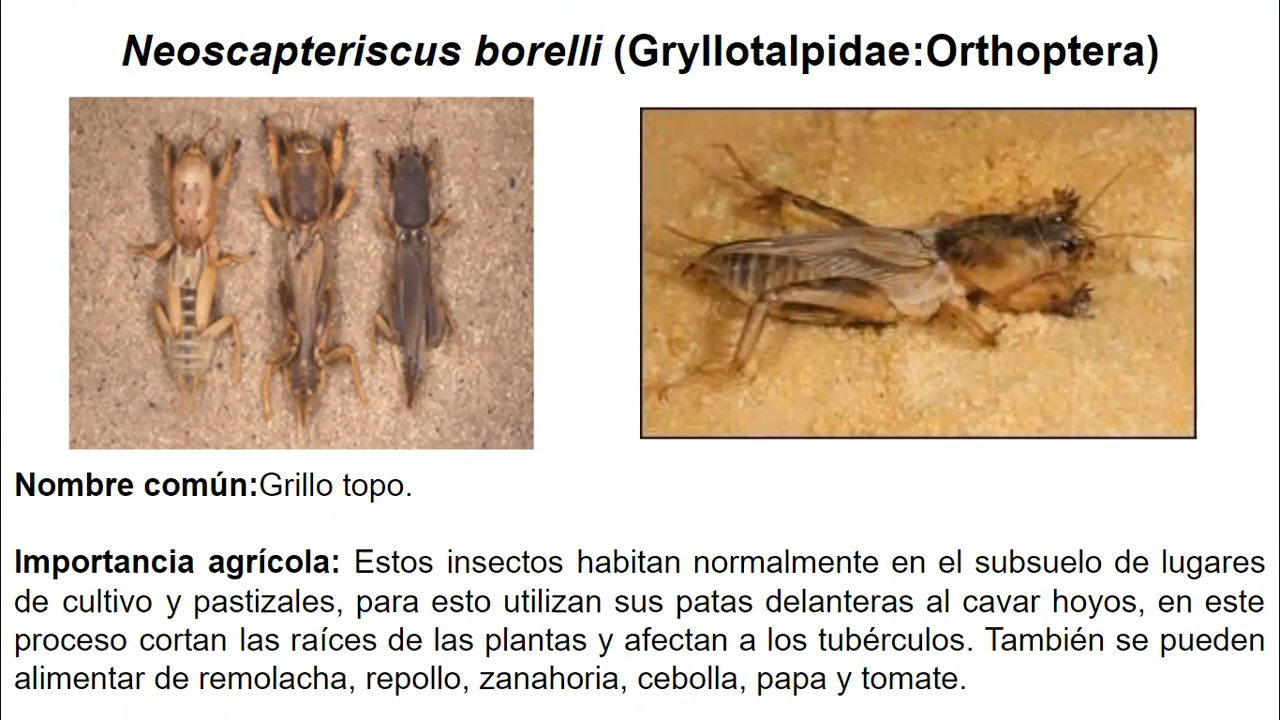 Neoscapteriscus borelli (Gryllotalpidae:Orthoptera)
Nombre común:Grillo topo.
Importancia agrícola: Estos insectos habitan normalmente en el subsuelo de lugares
de cultivo y pastizales, para esto utilizan sus patas delanteras al cavar hoyos, en este
proceso cortan las raíces de las plantas y afectan a los tubérculos. También se pueden
alimentar de remolacha, repollo, zanahoria, cebolla, papa y tomate.